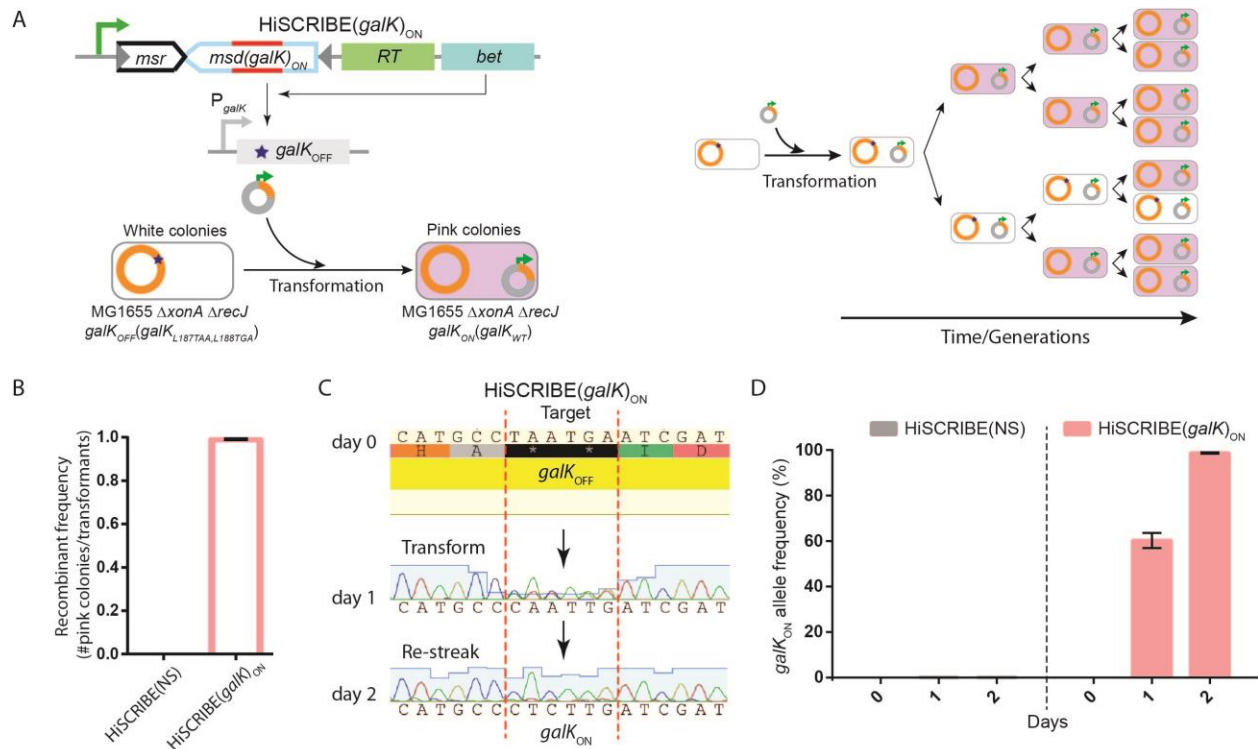 A
HiSCRIBE(galK)ON
msr
msd(galK)ON
RT
bet
PgalK
galKOFF
White colonies
Pink colonies
Transformation
MG1655 ΔxonA ΔrecJ
galKOFF(galKL187TAA,L188TGA)
MG1655 ΔxonA ΔrecJ
galKON(galKWT)
Transformation
Time/Generations
B
Recombinant frequency
(#pink colonies/transformants)
1.0
0.8
0.6
0.4
0.2
0.0
HiSCRIBE(NS)
HiSCRIBE(galK)ON
C
HiSCRIBE(galK)ON
Target
day 0
C A T G C C T A A T G A A T C G A T
H A * * I D
galKOFF
Transform
day 1
C A T G C C C A A T T G A T C G A T
Re-streak
day 2
C A T G C C C T C T T G A T C G A T
galKON
D
HiSCRIBE(NS)
HiSCRIBE(galK)ON
galKON allele frequency (%)
100
80
60
40
20
0
0 1 2 0 1 2
Days